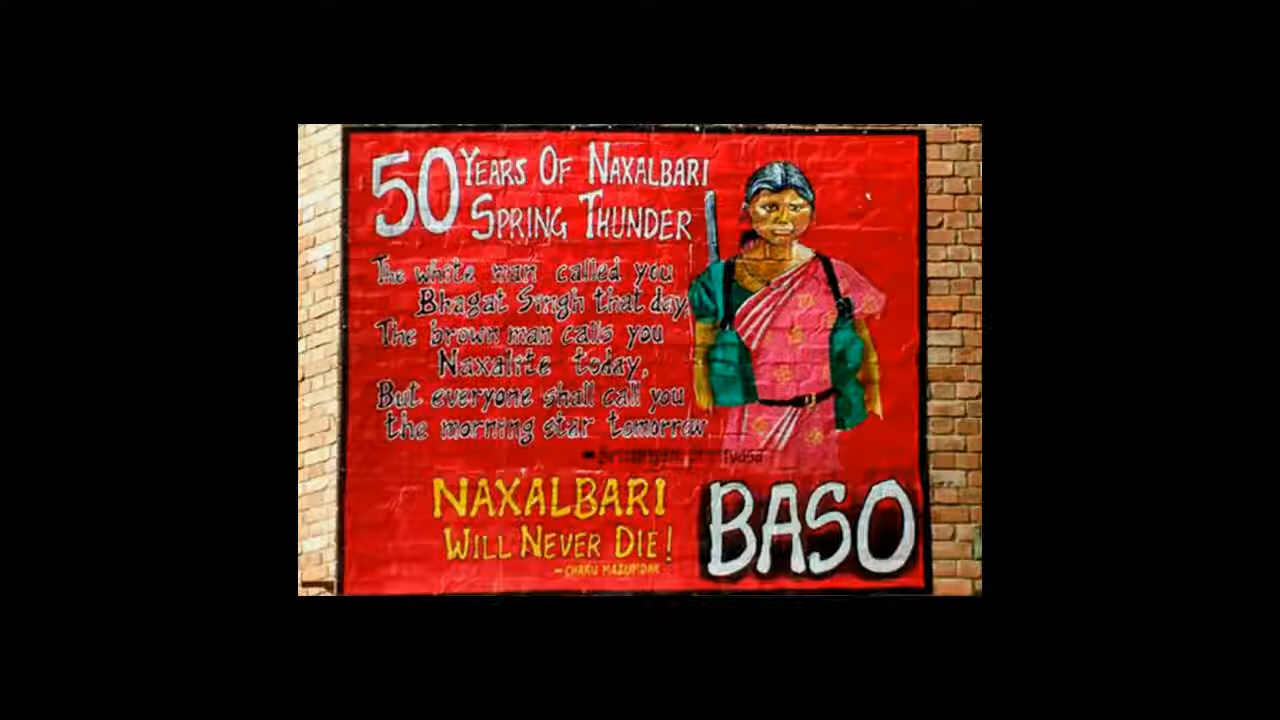 50 YEARS OF NAXALBARI
SPRING THUNDER
The white man called you
Bhagat Singh that day,
The brown man calls you
Naxalite today,
But everyone shall call you
the morning star tomorrow
NAXALBARI
WILL NEVER DIE!
- CHARU MAZUMDAR
BASO